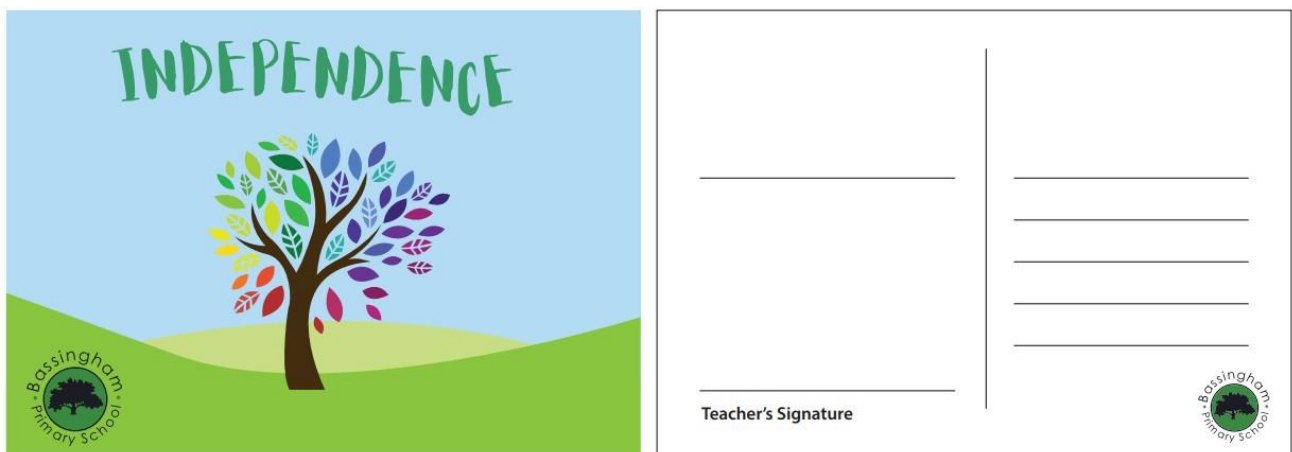 INDEPENDENCE
Bassingham
Primary School
Teacher's Signature
Bassingham
Primary School